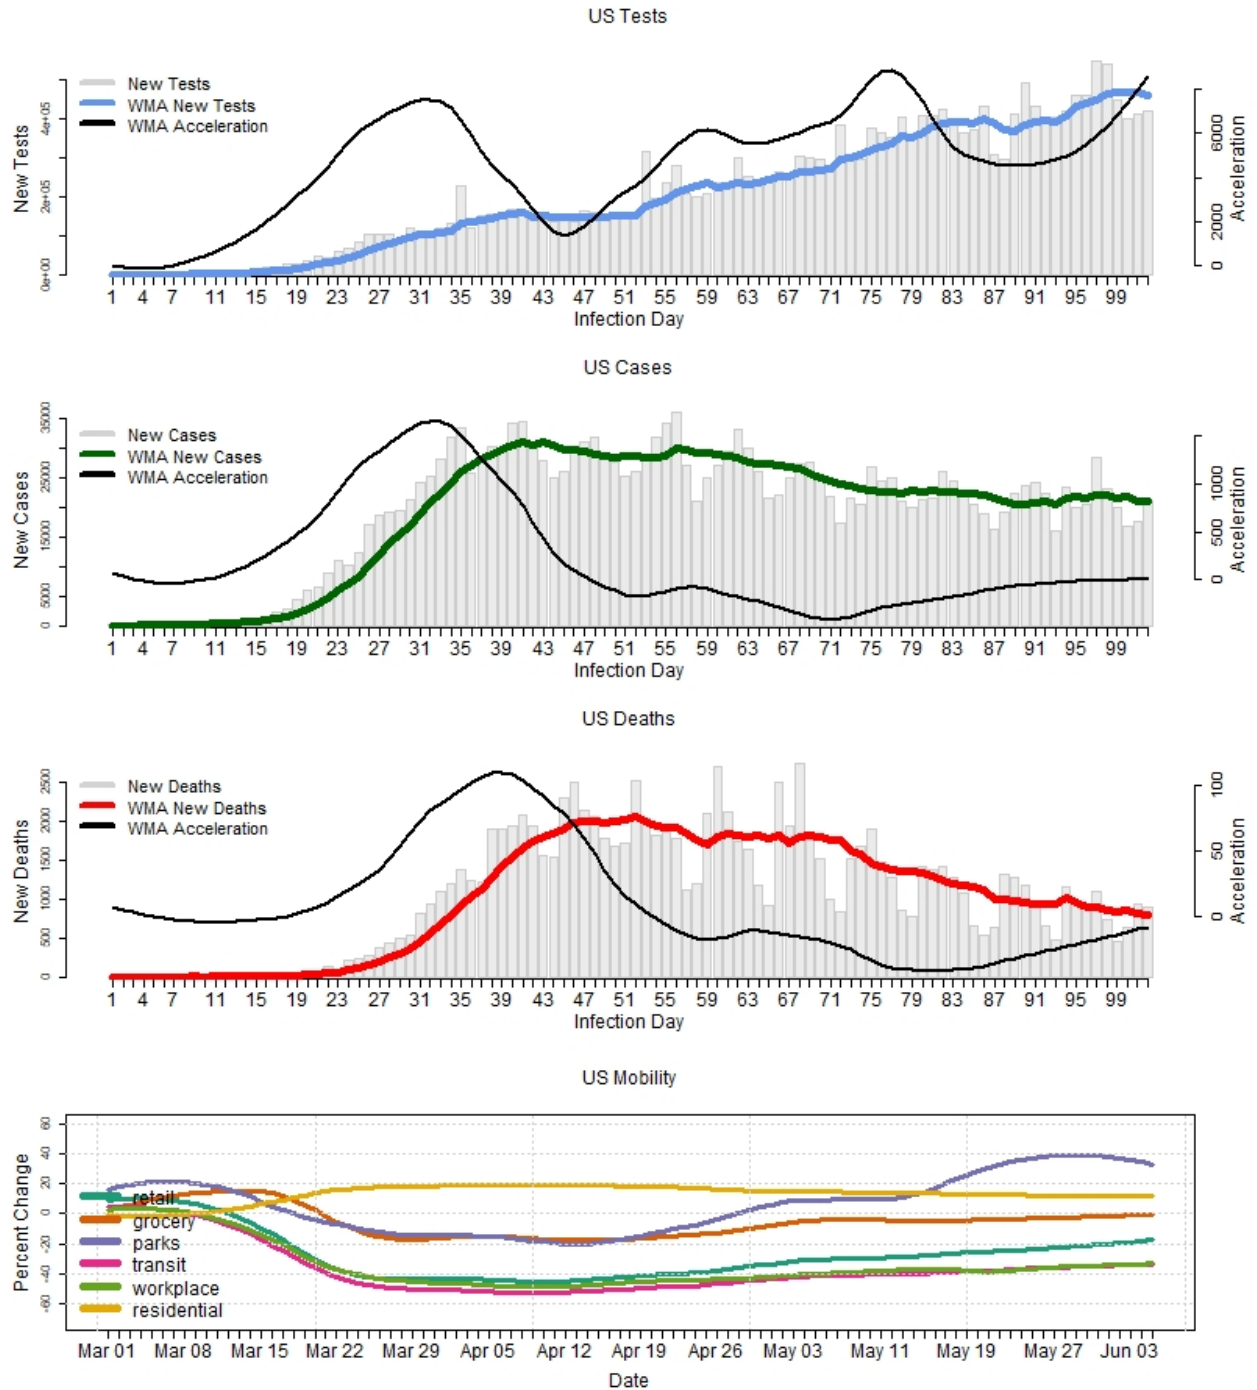 US Tests
New Tests
WMA New Tests
WMA Acceleration
New Tests
0e+00 2e+05 4e+05
Acceleration
0 2000 6000
1 4 7 11 15 19 23 27 31 35 39 43 47 51 55 59 63 67 71 75 79 83 87 91 95 99
Infection Day
US Cases
New Cases
WMA New Cases
WMA Acceleration
New Cases
0 5000 15000 25000 35000
Acceleration
0 500 1000
1 4 7 11 15 19 23 27 31 35 39 43 47 51 55 59 63 67 71 75 79 83 87 91 95 99
Infection Day
US Deaths
New Deaths
WMA New Deaths
WMA Acceleration
New Deaths
0 500 1000 1500 2000 2500
Acceleration
0 50 100
1 4 7 11 15 19 23 27 31 35 39 43 47 51 55 59 63 67 71 75 79 83 87 91 95 99
Infection Day
US Mobility
Percent Change
-60 -40 -20 0 20 40 60
retail
grocery
parks
transit
workplace
residential
Mar 01 Mar 08 Mar 15 Mar 22 Mar 29 Apr 05 Apr 12 Apr 19 Apr 26 May 03 May 11 May 19 May 27 Jun 03
Date